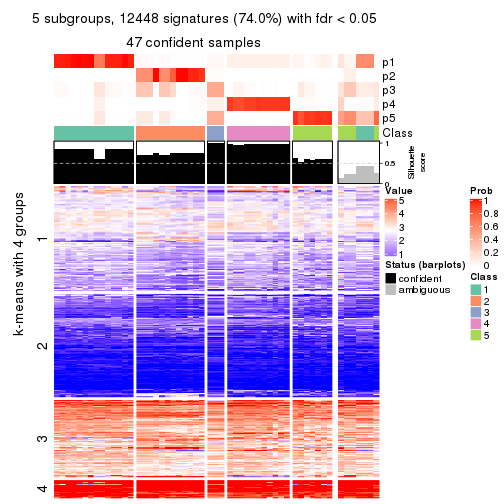 5 subgroups, 12448 signatures (74.0%) with fdr < 0.05
47 confident samples
p1
p2
p3
p4
p5
Class
1
0.5
0
Silhouette
score
k-means with 4 groups
1
2
3
4
Value
5
4
3
2
1
Status (barplots)
confident
ambiguous
Prob
1
0.8
0.6
0.4
0.2
0
Class
1
2
3
4
5